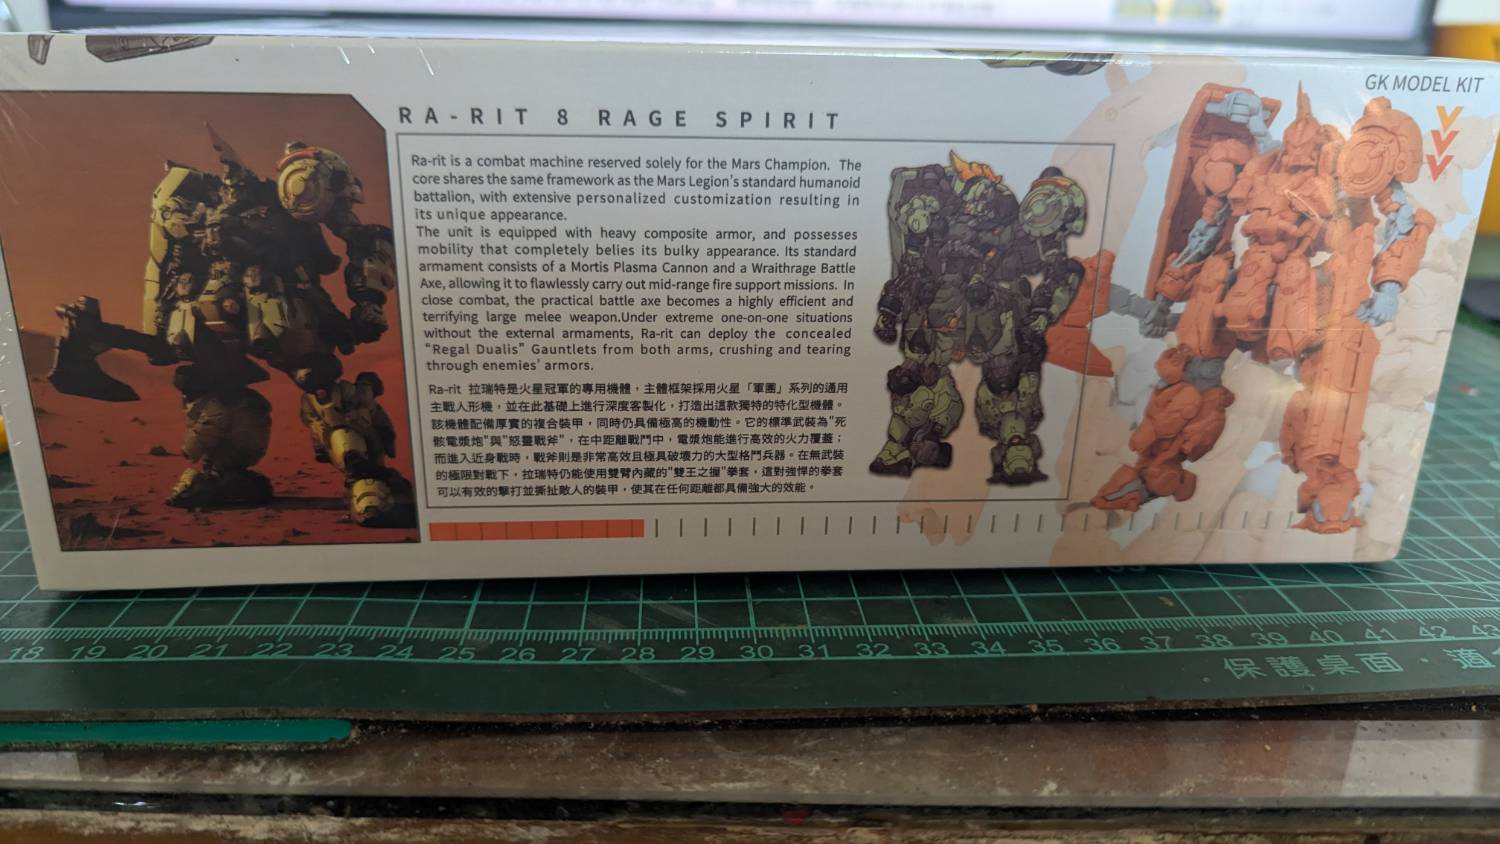 GK MODEL KIT
RA-RIT 8 RAGE SPIRIT
Ra-rit is a combat machine reserved solely for the Mars Champion. The
core shares the same framework as the Mars Legion's standard humanoid
battalion, with extensive personalized customization resulting in
its unique appearance.
The unit is equipped with heavy composite armor, and possesses
mobility that completely belies its bulky appearance. Its standard
armament consists of a Mortis Plasma Cannon and a Wraithrage Battle
Axe, allowing it to flawlessly carry out mid-range fire support missions. In
close combat, the practical battle axe becomes a highly efficient and
terrifying large melee weapon.Under extreme one-on-one situations
without the external armaments, Ra-rit can deploy the concealed
“Regal Dualis” Gauntlets from both arms, crushing and tearing
through enemies’ armors.
Ra-rit 拉瑞特是火星冠軍的專用機體，主體框架採用火星「軍團」系列的通用
主戰人形機，並在此基礎上進行深度客製化，打造出這款獨特的特化型機體。
該機體配備厚實的複合裝甲，同時仍具備極高的機動性。它的標準武裝為"死
骸電漿炮"與"怒靈戰斧"，在中距離戰鬥中，電漿炮能進行高效的火力覆蓋；
而進入近身戰時，戰斧則是非常高效且極具破壞力的大型格鬥兵器。在無武裝
的極限對戰下，拉瑞特仍能使用雙臂內藏的"雙王之握"拳套，這對強悍的拳套
可以有效的擊打並撕扯敵人的裝甲，使其在任何距離都具備強大的效能。
18 19 20 21 22 23 24 25 26 27 28 29 30 31 32 33 34 35 36 37 38 39 40 41 42 43
保護桌面・適